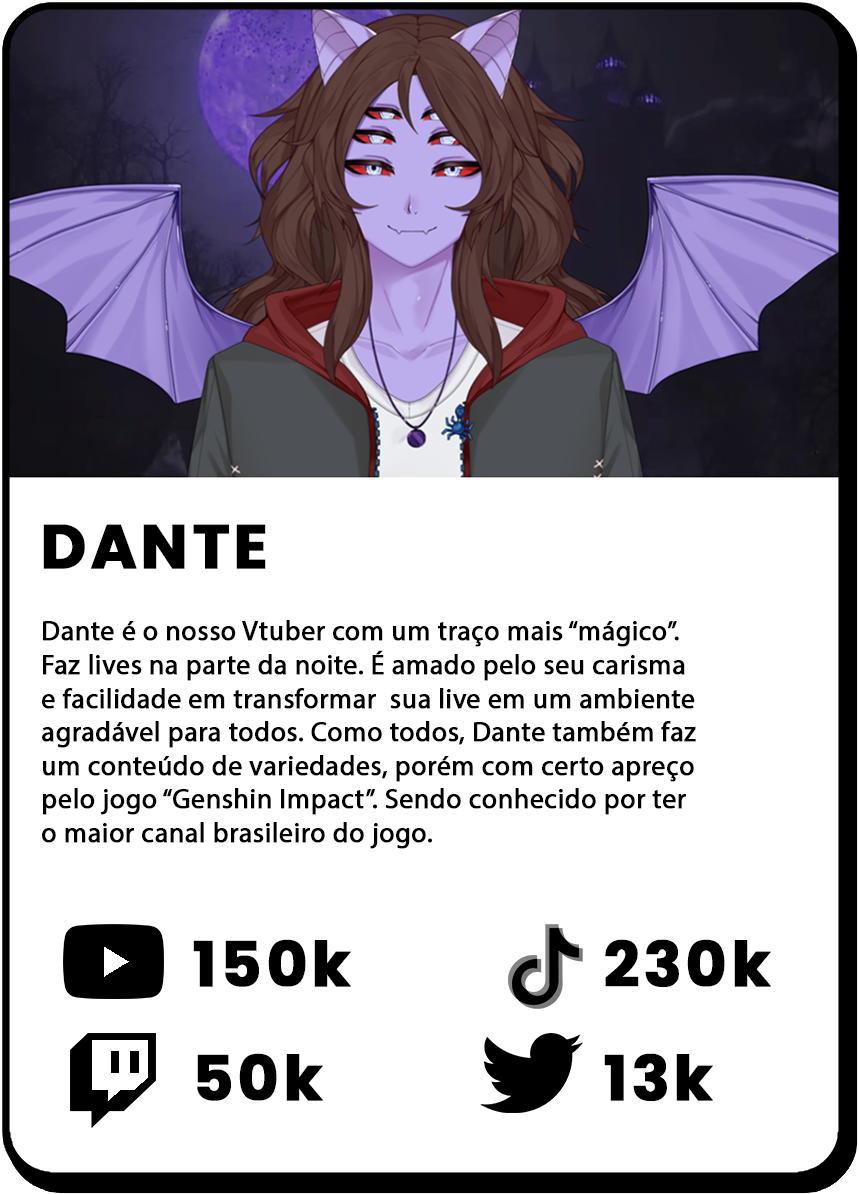 DANTE
Dante é o nosso Vtuber com um traço mais “mágico”.
Faz lives na parte da noite. É amado pelo seu carisma
e facilidade em transformar  sua live em um ambiente
agradável para todos. Como todos, Dante também faz
um conteúdo de variedades, porém com certo apreço
pelo jogo “Genshin Impact”. Sendo conhecido por ter
o maior canal brasileiro do jogo.
150k
230k
50k
13k